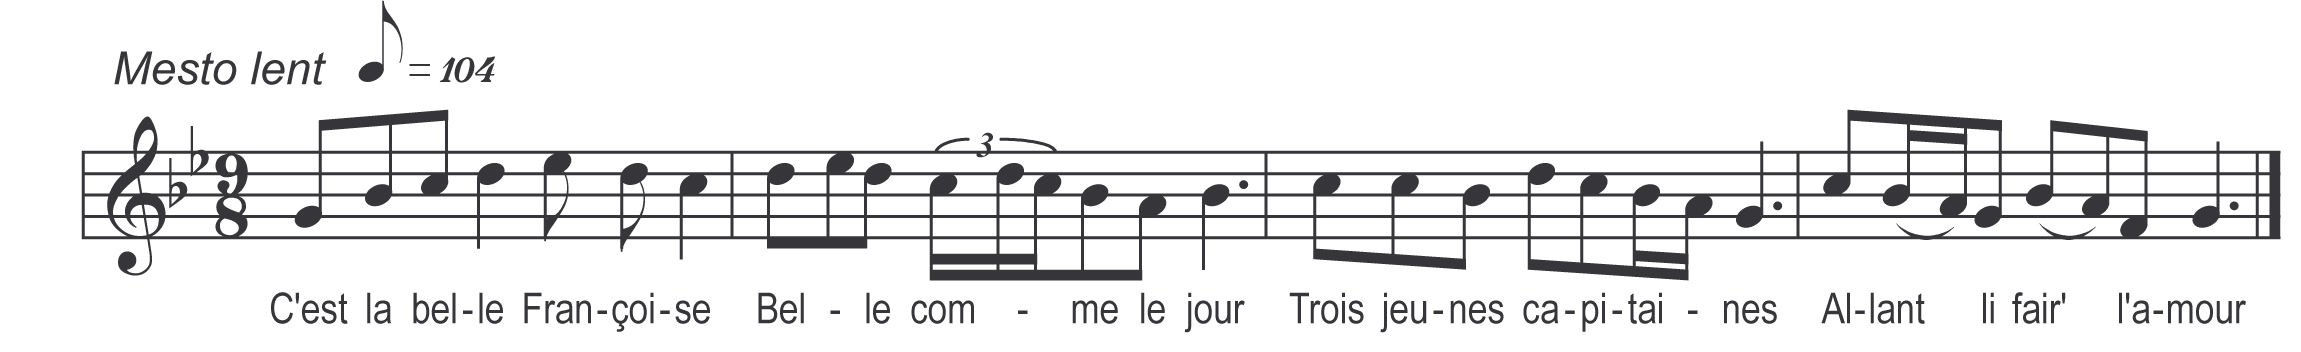 Mesto lent = 104
9
8
3
C'est la bel-le Fran-çoi-se Bel - le com - me le jour Trois jeu-nes ca-pi-tai - nes Al-lant li fair' l'a-mour